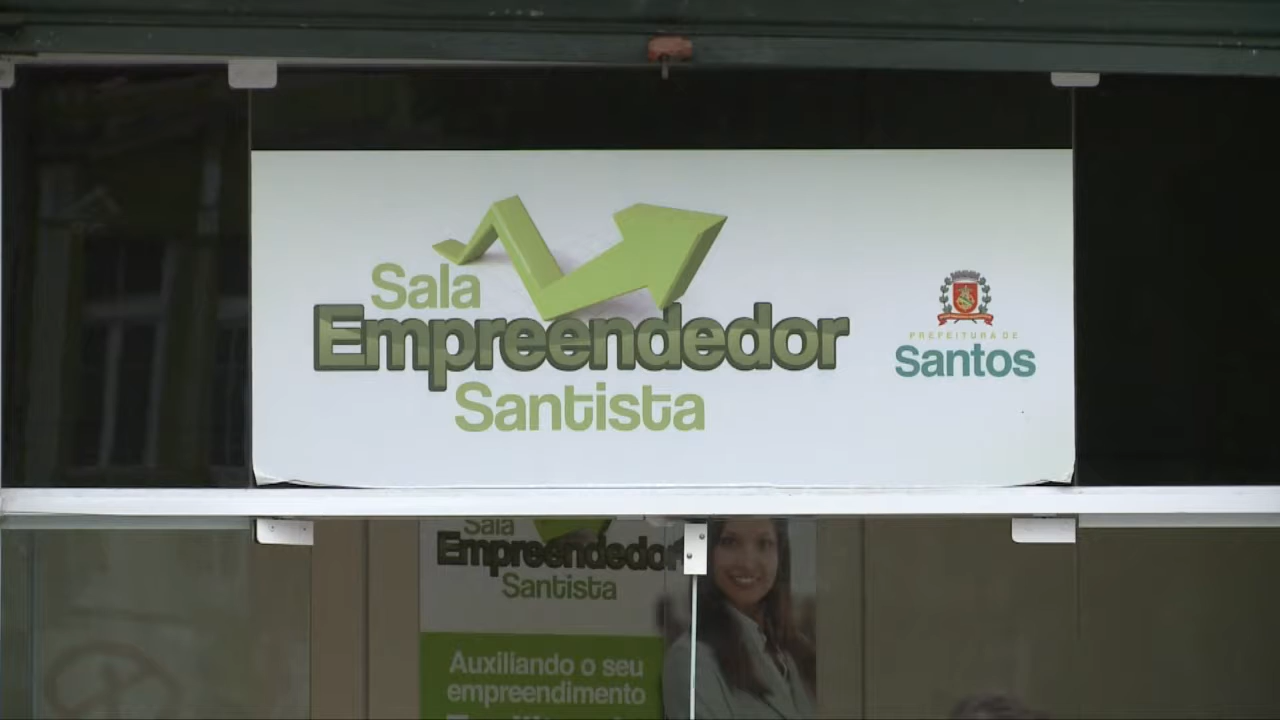 Sala
Empreendedor
Santista
PREFEITURA DE
Santos
Sala
Empreendedor
Santista
Auxiliando o seu
empreendimento